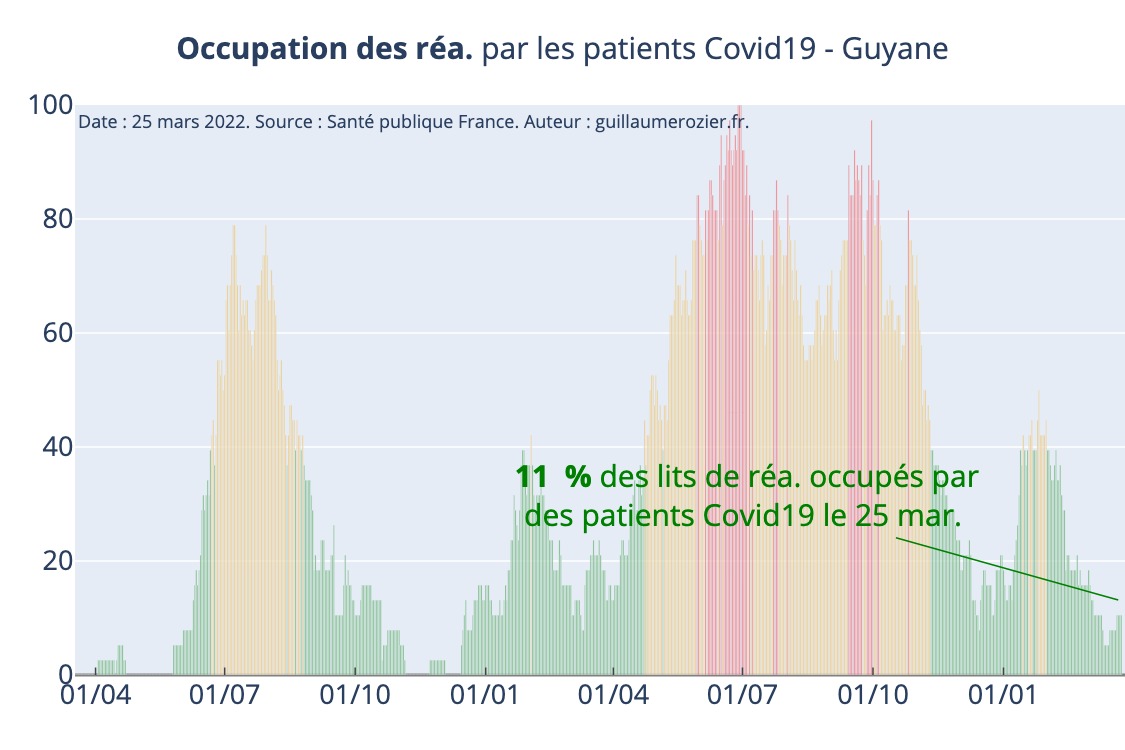 Occupation des réa. par les patients Covid19 - Guyane
100
Date : 25 mars 2022. Source : Santé publique France. Auteur : guillaumerozier.fr.
80
60
40
11 % des lits de réa. occupés par
des patients Covid19 le 25 mar.
20
0
01/04 01/07 01/10 01/01 01/04 01/07 01/10 01/01